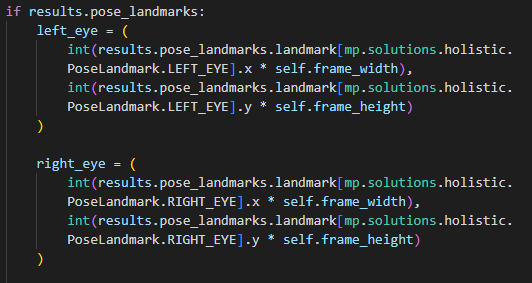 if results.pose_landmarks:
left_eye = (
int(results.pose_landmarks.landmark[mp.solutions.holistic.
PoseLandmark.LEFT_EYE].x * self.frame_width),
int(results.pose_landmarks.landmark[mp.solutions.holistic.
PoseLandmark.LEFT_EYE].y * self.frame_height)
)
right_eye = (
int(results.pose_landmarks.landmark[mp.solutions.holistic.
PoseLandmark.RIGHT_EYE].x * self.frame_width),
int(results.pose_landmarks.landmark[mp.solutions.holistic.
PoseLandmark.RIGHT_EYE].y * self.frame_height)
)